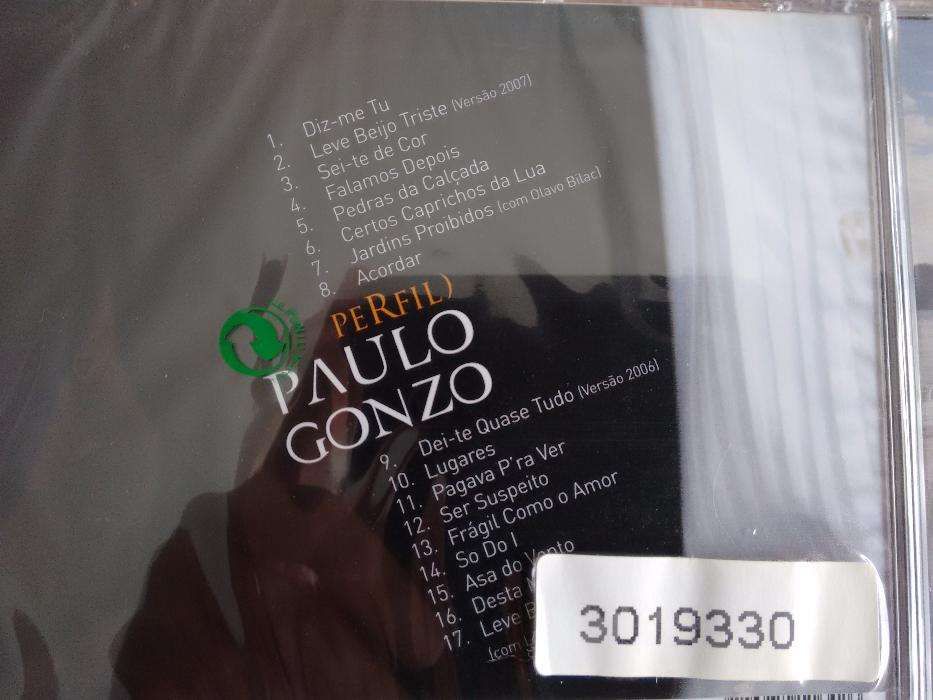 1. Diz-me Tu
2. Leve Beijo Triste (Versão 2007)
3. Sei-te de Cor
4. Falamos Depois
5. Pedras da Calçada
6. Certos Caprichos da Lua
7. Jardins Proibidos (com Olavo Bilac)
8. Acordar
PERFIL)
PAULO
GONZO
9. Dei-te Quase Tudo (Versão 2006)
10. Lugares
11. Pagava P'ra Ver
12. Ser Suspeito
13. Frágil Como o Amor
14. So Do I
15. Asa do Vento
16. Desta
17. Leve
(com
3019330